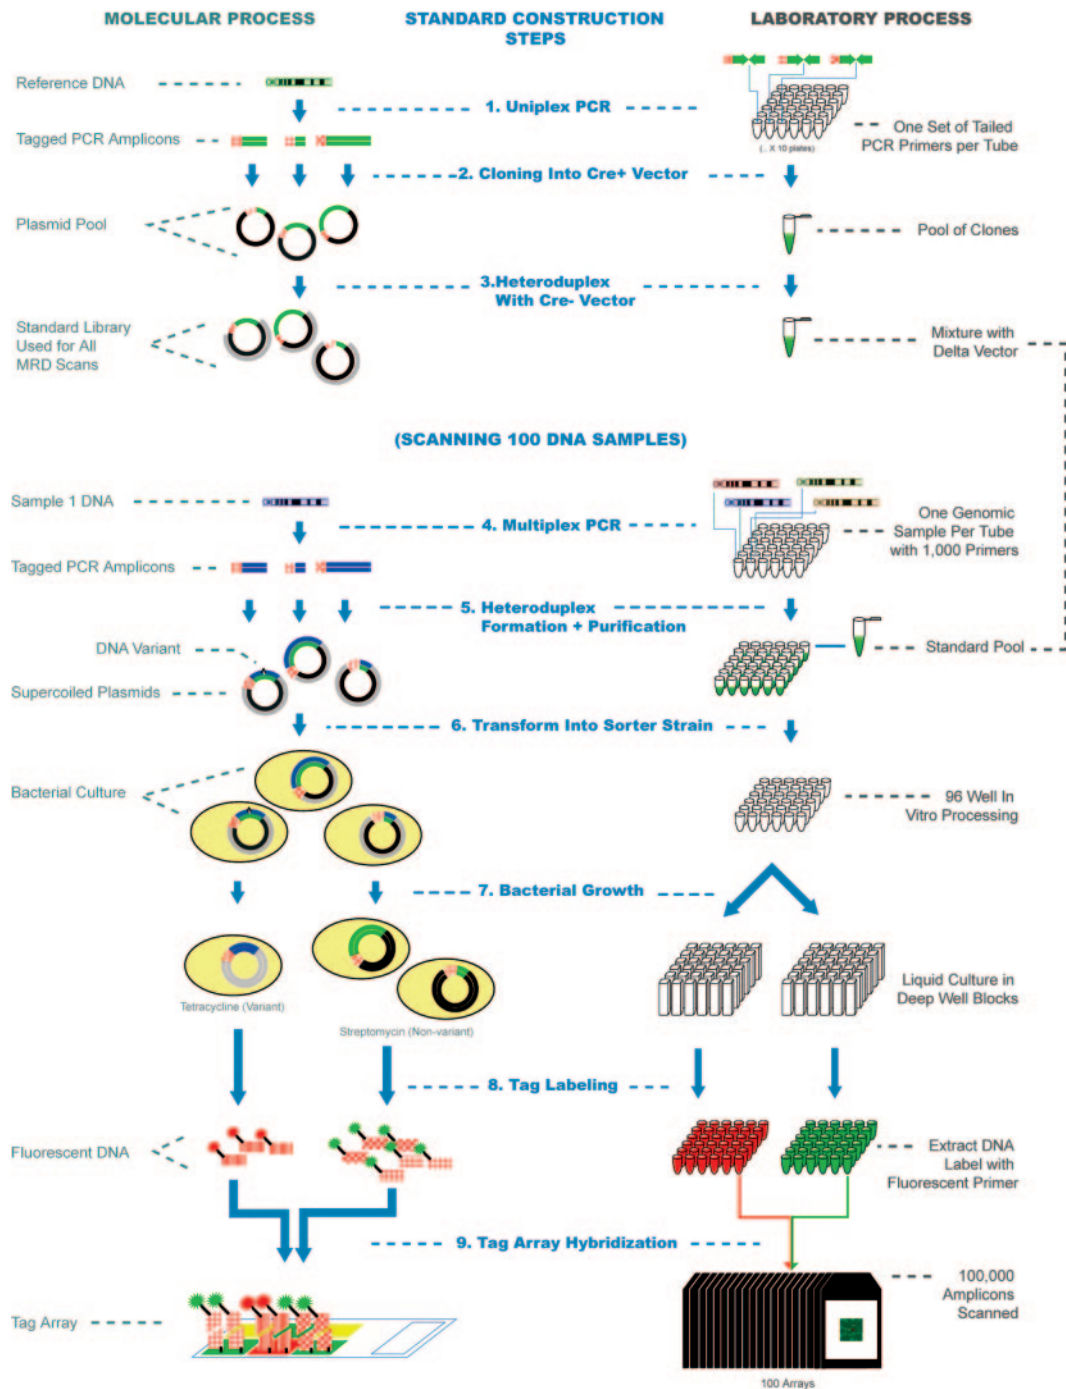 MOLECULAR PROCESS
STANDARD CONSTRUCTION
STEPS
LABORATORY PROCESS
Reference DNA
1. Uniplex PCR
Tagged PCR Amplicons
(.. X 10 plates)
One Set of Tailed
PCR Primers per Tube
2. Cloning Into Cre+ Vector
Plasmid Pool
Pool of Clones
3.Heteroduplex
With Cre- Vector
Standard Library
Used for All
MRD Scans
Mixture with
Delta Vector
(SCANNING 100 DNA SAMPLES)
Sample 1 DNA
4. Multiplex PCR
One Genomic
Sample Per Tube
with 1,000 Primers
Tagged PCR Amplicons
5. Heteroduplex
Formation + Purification
DNA Variant
Supercoiled Plasmids
Standard Pool
6. Transform Into Sorter Strain
Bacterial Culture
96 Well In
Vitro Processing
7. Bacterial Growth
Tetracycline (Variant)
Streptomycin (Non-variant)
Liquid Culture in
Deep Well Blocks
8. Tag Labeling
Fluorescent DNA
Extract DNA
Label with
Fluorescent Primer
9. Tag Array Hybridization
Tag Array
100,000
Amplicons
Scanned
100 Arrays